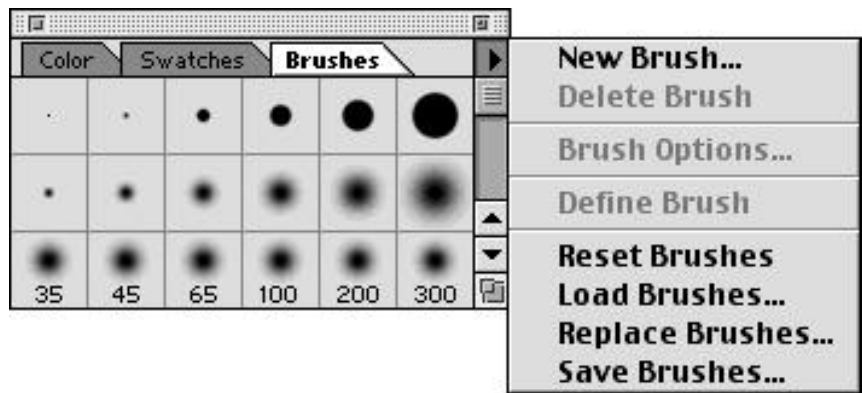 Color Swatches Brushes
35 45 65 100 200 300
New Brush...
Delete Brush
Brush Options...
Define Brush
Reset Brushes
Load Brushes...
Replace Brushes...
Save Brushes...